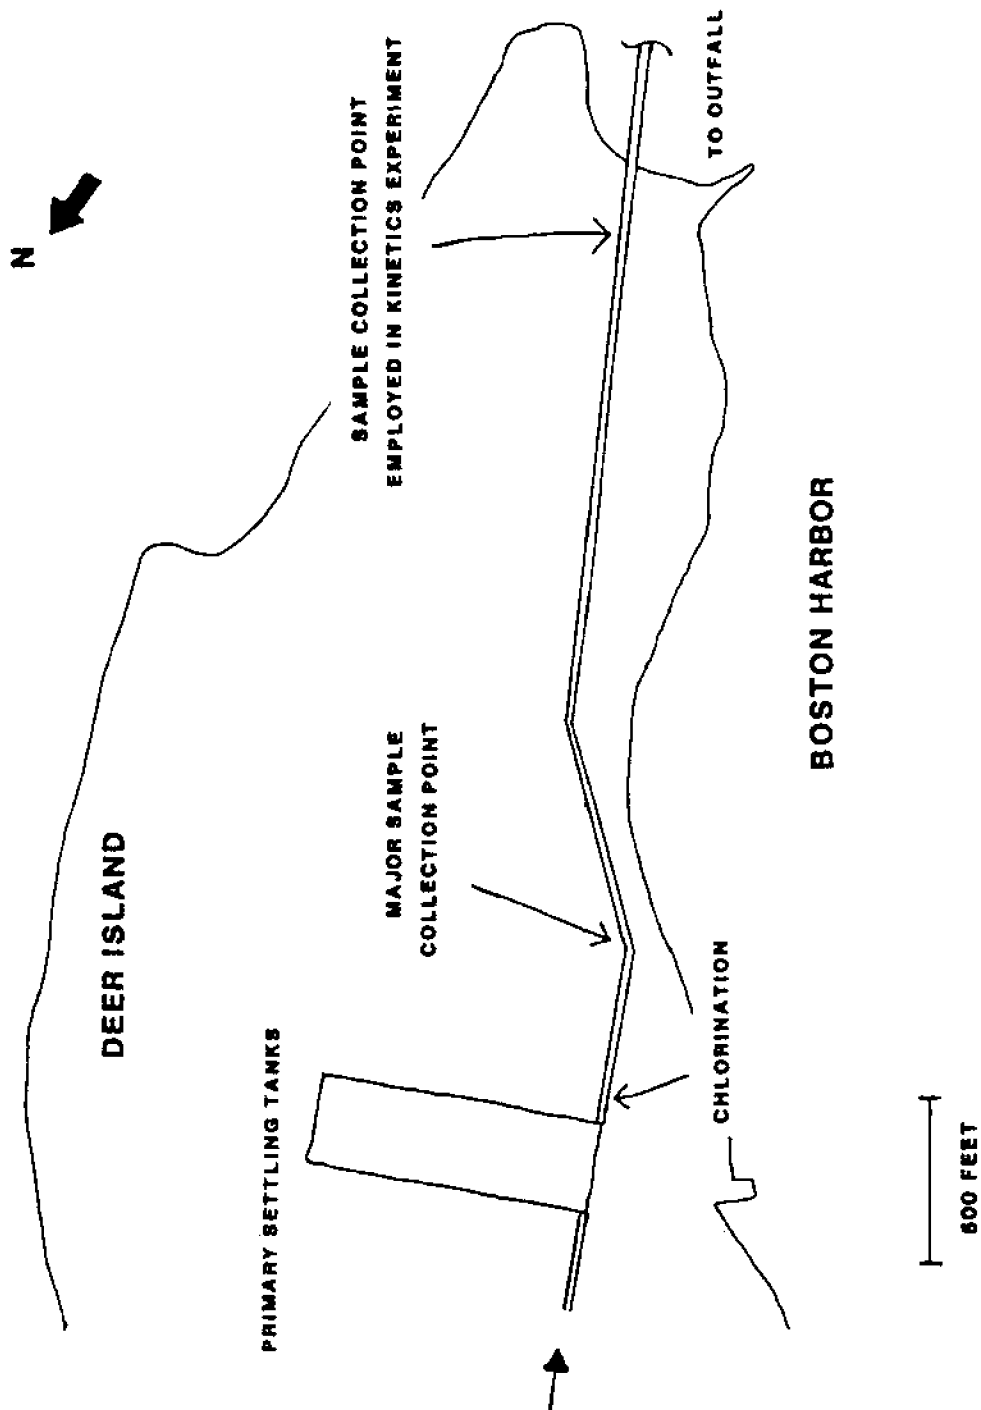 N
DEER ISLAND
PRIMARY SETTLING TANKS
SAMPLE COLLECTION POINT
EMPLOYED IN KINETICS EXPERIMENT
MAJOR SAMPLE
COLLECTION POINT
TO OUTFALL
CHLORINATION
BOSTON HARBOR
500 FEET